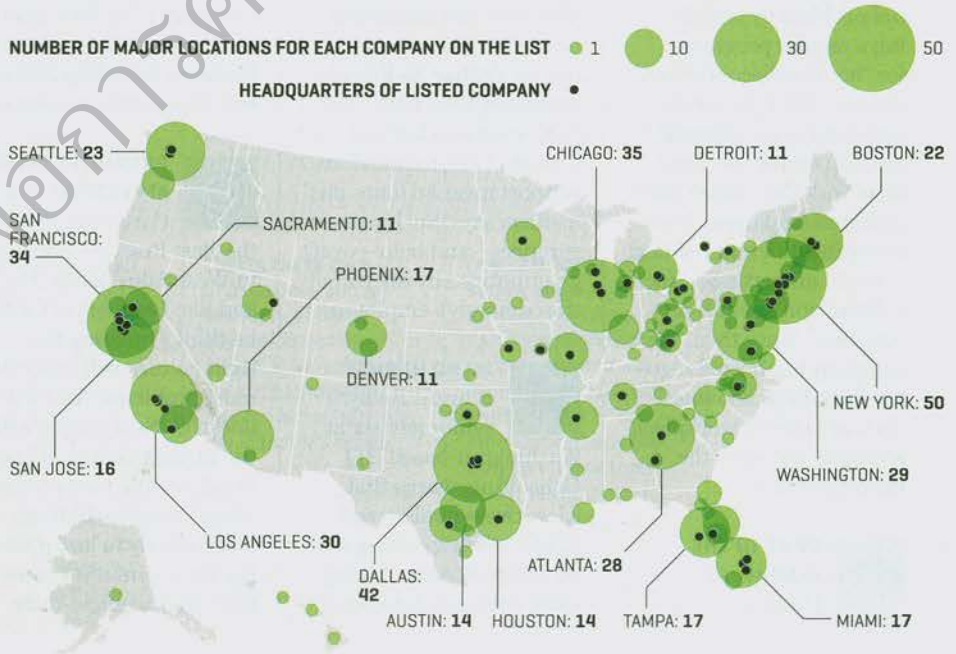 NUMBER OF MAJOR LOCATIONS FOR EACH COMPANY ON THE LIST 1 10 30 50
HEADQUARTERS OF LISTED COMPANY
SEATTLE: 23
CHICAGO: 35
DETROIT: 11
BOSTON: 22
SAN
FRANCISCO:
34
SACRAMENTO: 11
PHOENIX: 17
DENVER: 11
NEW YORK: 50
SAN JOSE: 16
WASHINGTON: 29
LOS ANGELES: 30
DALLAS:
42
ATLANTA: 28
AUSTIN: 14
HOUSTON: 14
TAMPA: 17
MIAMI: 17